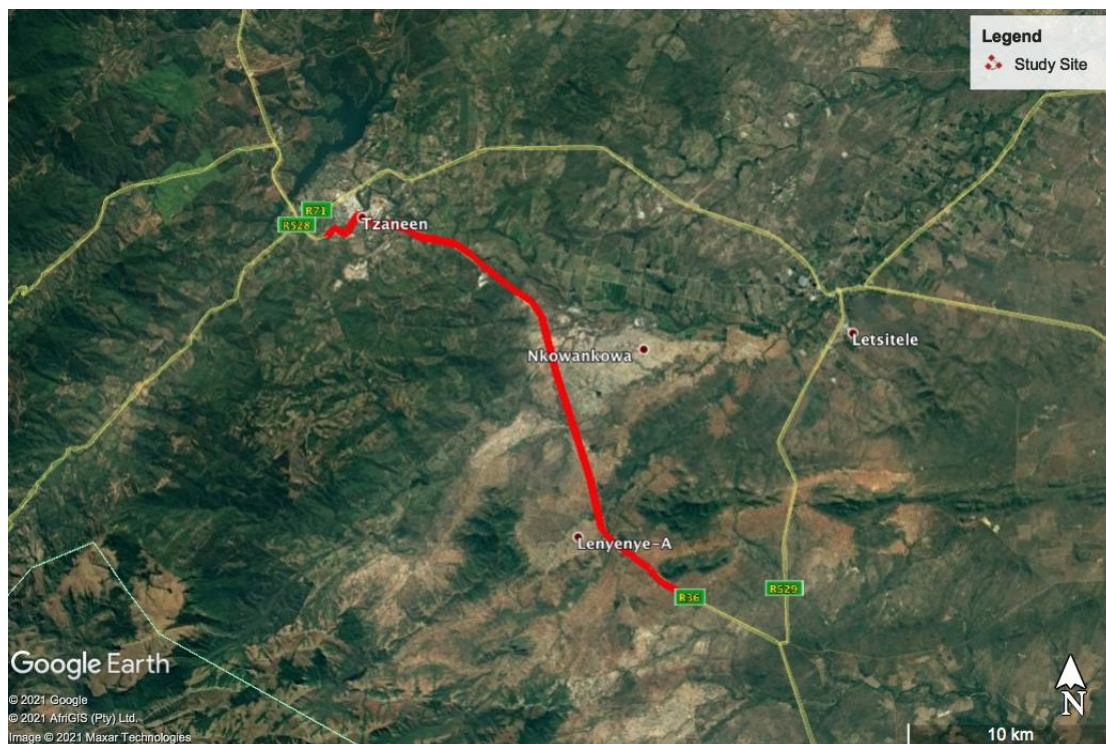 Legend
Study Site
R71
R528
Tzaneen
Nkowankowa
Letsitele
Lenyenye-A
R36
R529
Google Earth
© 2021 Google
© 2021 AfriGIS (Pty) Ltd.
Image © 2021 Maxar Technologies
N
10 km